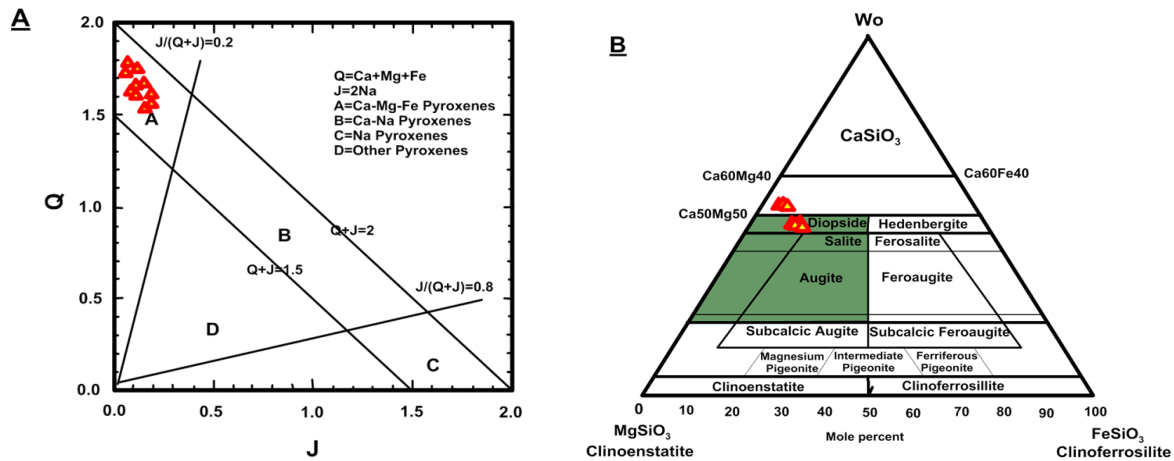 A
2.0
1.5
1.0
0.5
0.0
Q
J/(Q+J)=0.2
Q=Ca+Mg+Fe
J=2Na
A=Ca-Mg-Fe Pyroxenes
B=Ca-Na Pyroxenes
C=Na Pyroxenes
D=Other Pyroxenes
A
B
Q+J=2
Q+J=1.5
J/(Q+J)=0.8
D
C
0.0
0.5
1.0
1.5
2.0
J
B
Wo
CaSiO3
Ca60Mg40
Ca60Fe40
Ca50Mg50
Diopside
Hedenbergite
Salite
Ferosalite
Augite
Feroaugite
Subcalcic Augite
Subcalcic Feroaugite
Magnesium
Pigeonite
Intermediate
Pigeonite
Ferriferous
Pigeonite
Clinoenstatite
Clinoferrosillite
0
10
20
30
40
50
60
70
80
90
100
MgSiO3
Clinoenstatite
Mole percent
FeSiO3
Clinoferrosilite